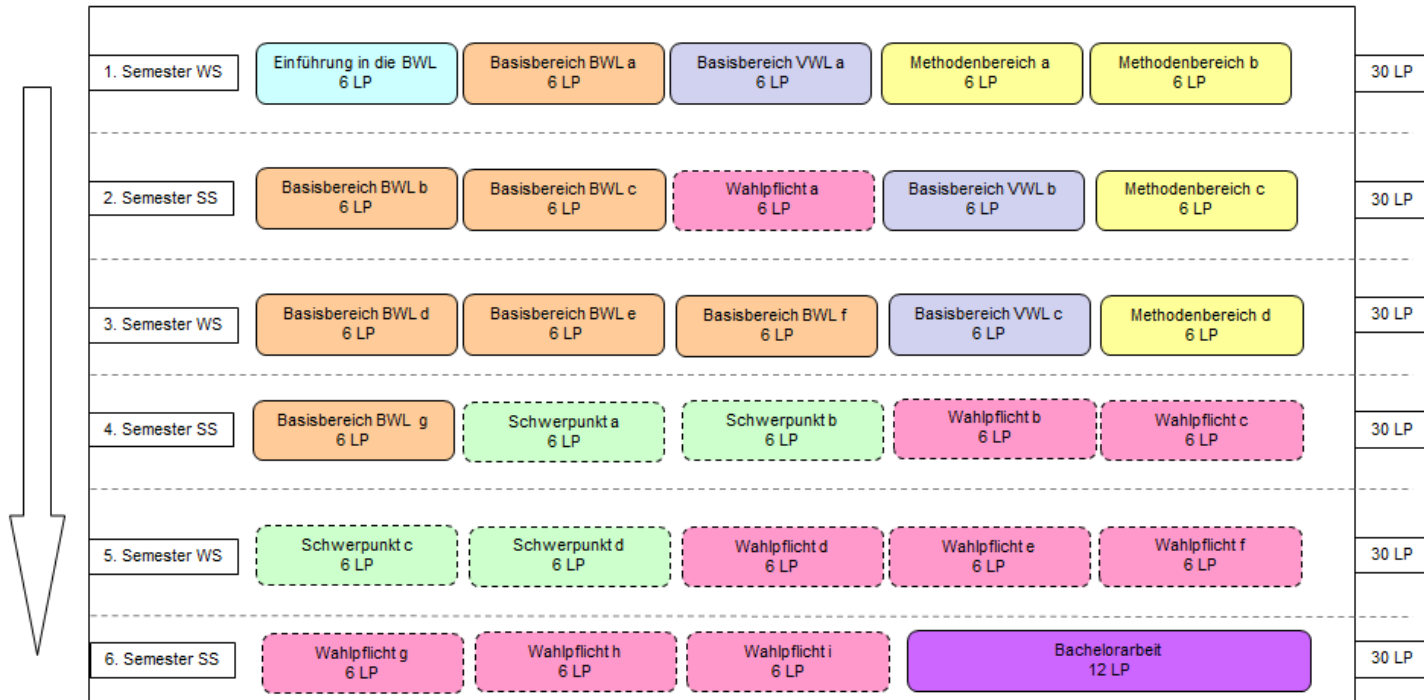 1. Semester WS
Einführung in die BWL
6 LP
Basisbereich BWL a
6 LP
Basisbereich VWL a
6 LP
Methodenbereich a
6 LP
Methodenbereich b
6 LP
30 LP
2. Semester SS
Basisbereich BWL b
6 LP
Basisbereich BWL c
6 LP
Wahlpflicht a
6 LP
Basisbereich VWL b
6 LP
Methodenbereich c
6 LP
30 LP
3. Semester WS
Basisbereich BWL d
6 LP
Basisbereich BWL e
6 LP
Basisbereich BWL f
6 LP
Basisbereich VWL c
6 LP
Methodenbereich d
6 LP
30 LP
4. Semester SS
Basisbereich BWL g
6 LP
Schwerpunkt a
6 LP
Schwerpunkt b
6 LP
Wahlpflicht b
6 LP
Wahlpflicht c
6 LP
30 LP
5. Semester WS
Schwerpunkt c
6 LP
Schwerpunkt d
6 LP
Wahlpflicht d
6 LP
Wahlpflicht e
6 LP
Wahlpflicht f
6 LP
30 LP
6. Semester SS
Wahlpflicht g
6 LP
Wahlpflicht h
6 LP
Wahlpflicht i
6 LP
Bachelorarbeit
12 LP
30 LP